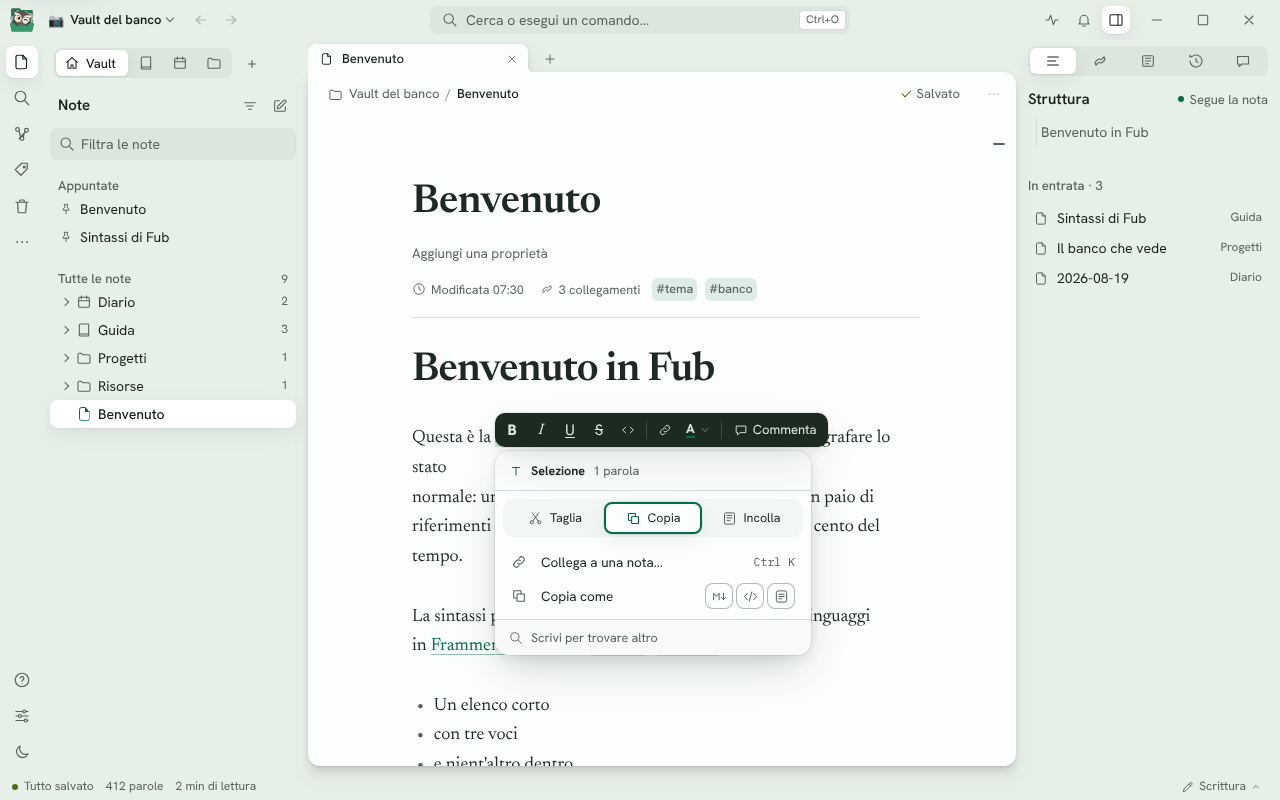 Vault del banco
Cerca o esegui un comando...
Ctrl+O
Vault
Benvenuto
Note
Filtra le note
Appuntate
Benvenuto
Sintassi di Fub
Tutte le note 9
Diario 2
Guida 3
Progetti 1
Risorse 1
Benvenuto
Vault del banco / Benvenuto
Salvato
Benvenuto
Aggiungi una proprietà
Modificata 07:30
3 collegamenti
#tema
#banco
Benvenuto in Fub
B I U S A Commenta
Questa è la
grafare lo
stato
normale:
n paio di
riferimenti
cento del
tempo.
Selezione 1 parola
Taglia
Copia
Incolla
Collega a una nota... Ctrl K
Copia come
M↓ </>
Scrivi per trovare altro
La sintassi
inguaggi
in
Un elenco corto
con tre voci
e nient'altro dentro
Struttura
Segue la nota
Benvenuto in Fub
In entrata · 3
Sintassi di Fub Guida
Il banco che vede Progetti
2026-08-19 Diario
Tutto salvato
412 parole
2 min di lettura
Scrittura